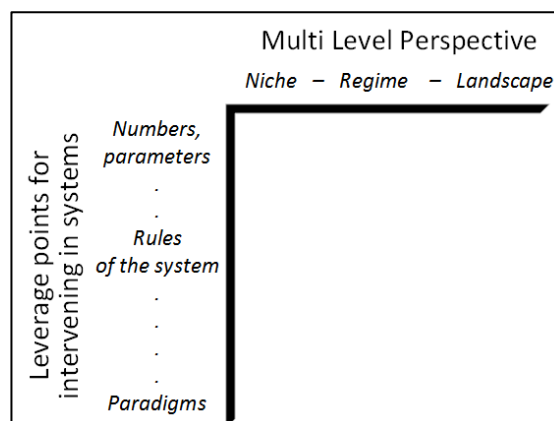 Multi Level Perspective
Niche – Regime – Landscape
Leverage points for
intervening in systems
Numbers,
parameters
.
.
Rules
of the system
.
.
.
.
Paradigms